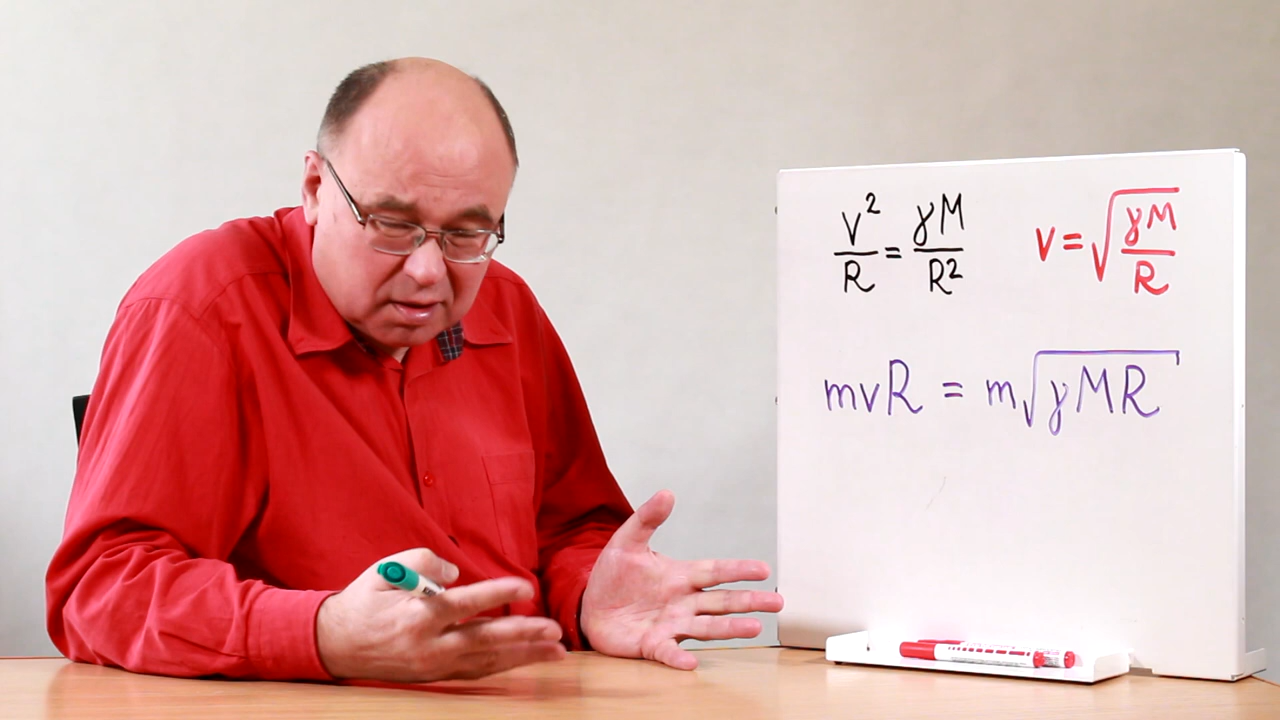 v²/R = γM/R²
v = √(γM/R)
mvR = m√(γMR)